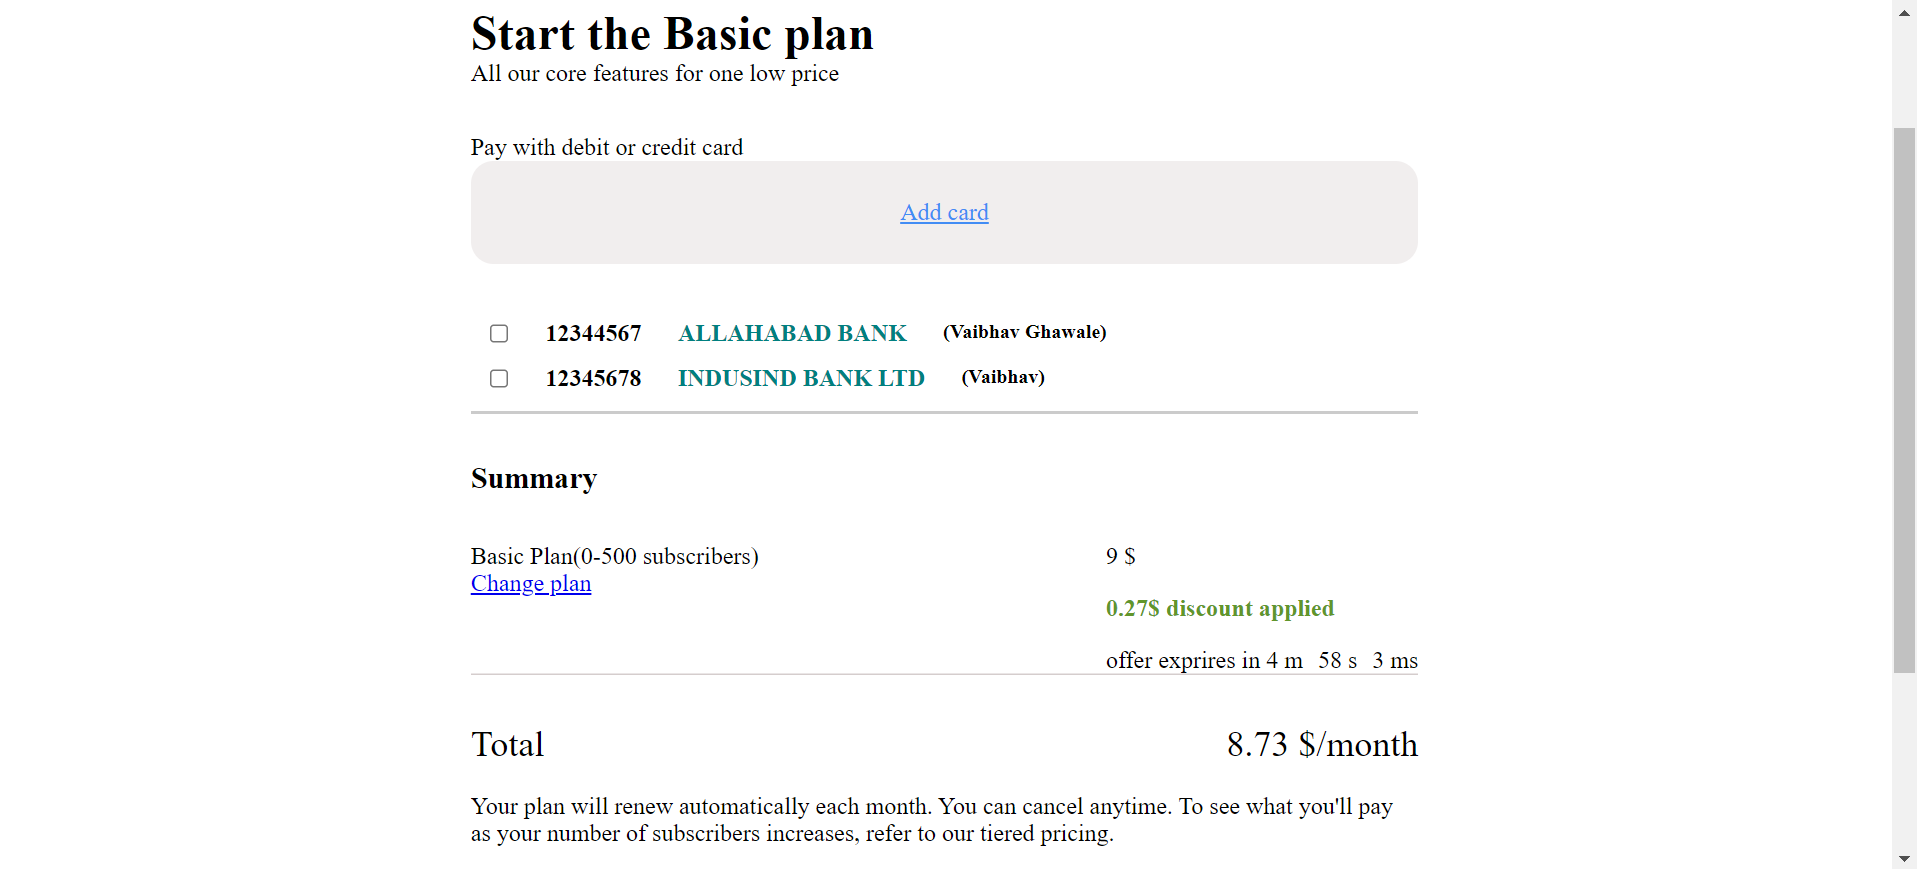 Start the Basic plan
All our core features for one low price
Pay with debit or credit card
Add card
12344567 ALLAHABAD BANK (Vaibhav Ghawale)
12345678 INDUSIND BANK LTD (Vaibhav)
Summary
Basic Plan(0-500 subscribers) 9 $
Change plan
0.27$ discount applied
offer exprires in 4 m 58 s 3 ms
Total 8.73 $/month
Your plan will renew automatically each month. You can cancel anytime. To see what you'll pay
as your number of subscribers increases, refer to our tiered pricing.